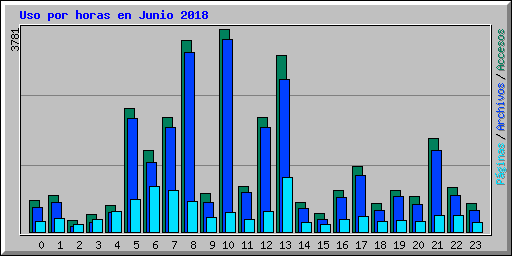 Uso por horas en Junio 2018
3781
Páginas / Archivos / Accesos
0 1 2 3 4 5 6 7 8 9 10 11 12 13 14 15 16 17 18 19 20 21 22 23